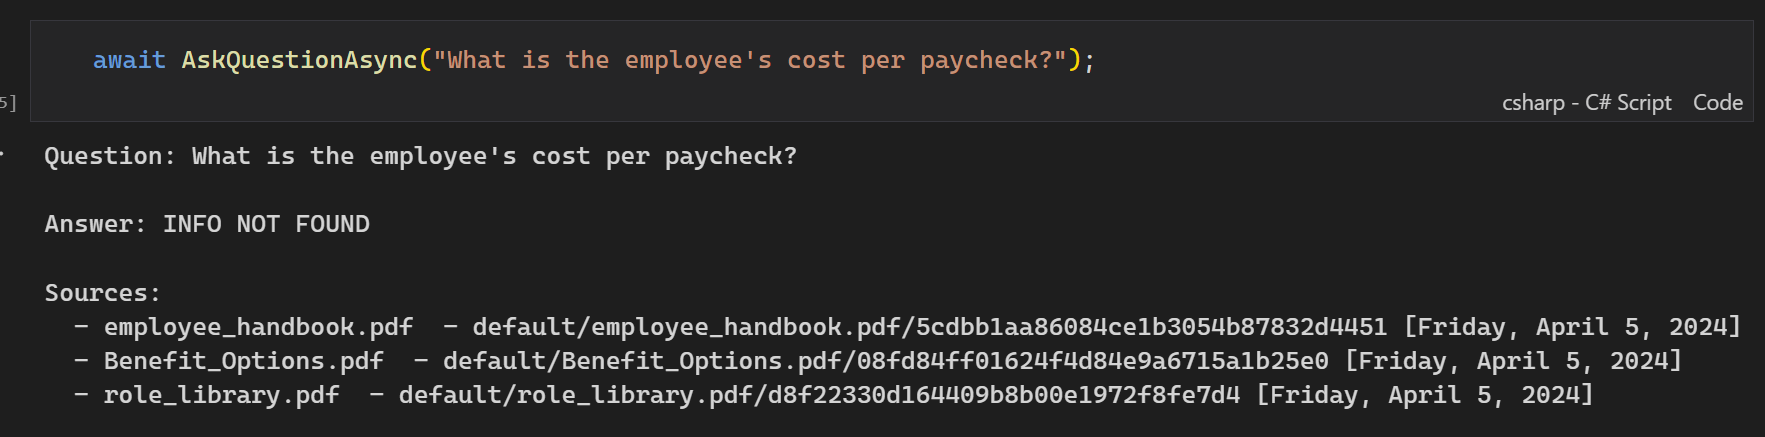 await AskQuestionAsync("What is the employee's cost per paycheck?");
5]
csharp - C# Script Code
Question: What is the employee's cost per paycheck?
Answer: INFO NOT FOUND
Sources:
- employee_handbook.pdf - default/employee_handbook.pdf/5cdbb1aa86084ce1b3054b87832d4451 [Friday, April 5, 2024]
- Benefit_Options.pdf - default/Benefit_Options.pdf/08fd84ff01624f4d84e9a6715a1b25e0 [Friday, April 5, 2024]
- role_library.pdf - default/role_library.pdf/d8f22330d164409b8b00e1972f8fe7d4 [Friday, April 5, 2024]